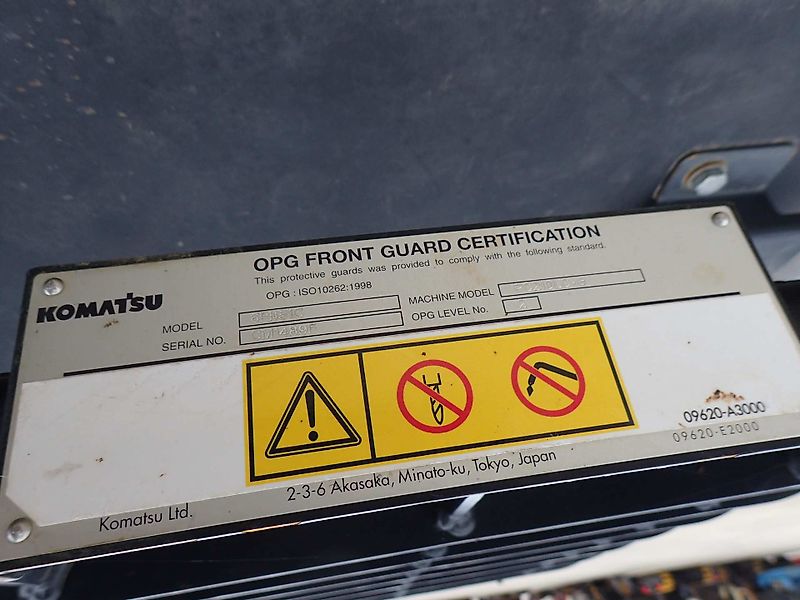 OPG FRONT GUARD CERTIFICATION
This protective guards was provided to comply with the following standard.
OPG : ISO10262:1998
KOMATSU
MODEL
MACHINE MODEL
SERIAL NO.
OPG LEVEL No. 2
09620-A3000
09620-E2000
2-3-6 Akasaka, Minato-ku, Tokyo, Japan
Komatsu Ltd.